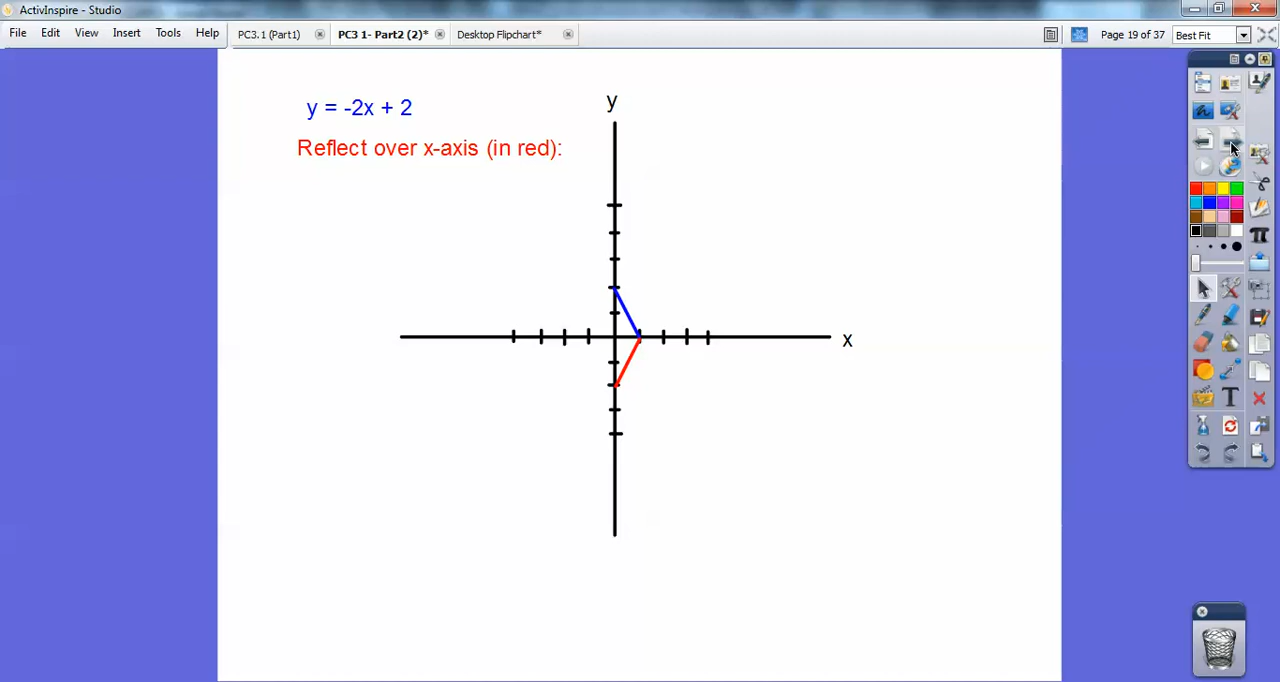 ActivInspire - Studio
File Edit View Insert Tools Help
PC3.1 (Part1) PC3 1- Part2 (2)* Desktop Flipchart*
Page 19 of 37 Best Fit
y = -2x + 2
Reflect over x-axis (in red):
y
x